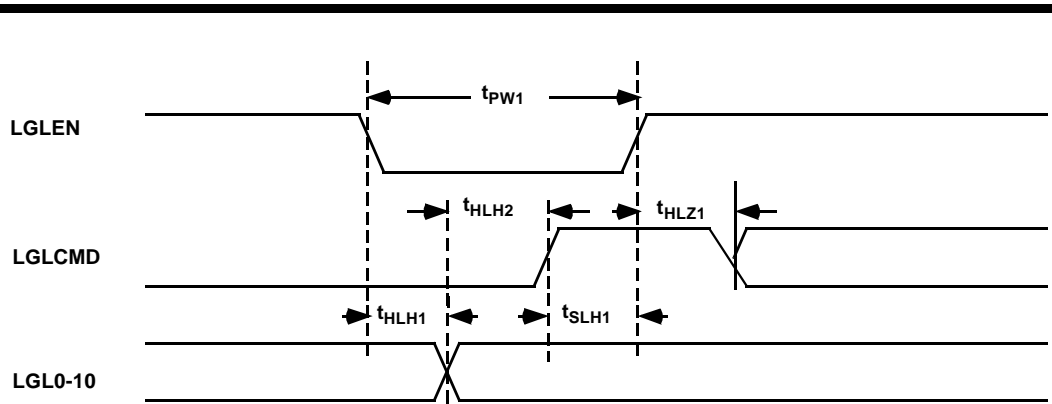 tPW1
LGLEN
tHLH2
tHLZ1
LGLCMD
tHLH1
tSLH1
LGL0-10